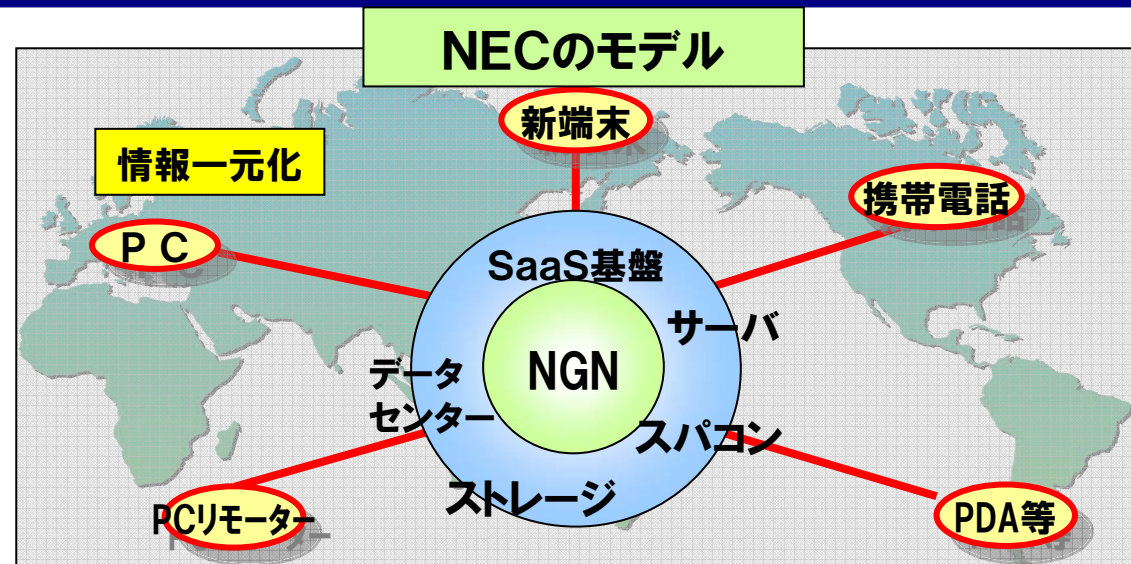 NECのモデル
新端末
情報一元化
携帯電話
PC
SaaS基盤
サーバ
NGN
データ
センター
スパコン
ストレージ
PCリモーター
PDA等